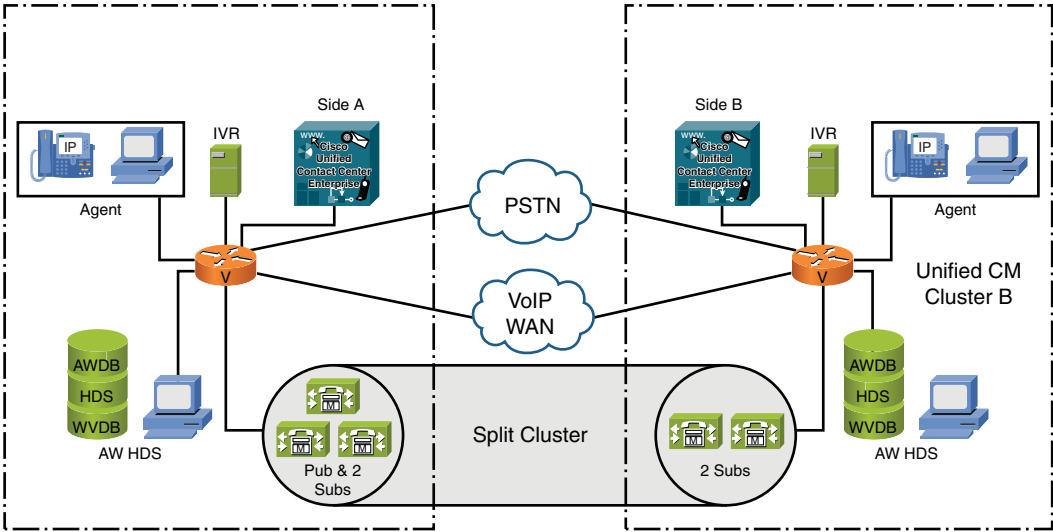 Side A
Side B
IVR
IVR
IP
IP
www.
Cisco
Unified
Contact Center
Enterprise
www.
Cisco
Unified
Contact Center
Enterprise
Agent
Agent
PSTN
V
V
Unified CM
Cluster B
VoIP
WAN
AWDB
HDS
WVDB
AW HDS
AWDB
HDS
WVDB
AW HDS
M
M
M
Pub & 2
Subs
Split Cluster
M
M
2 Subs